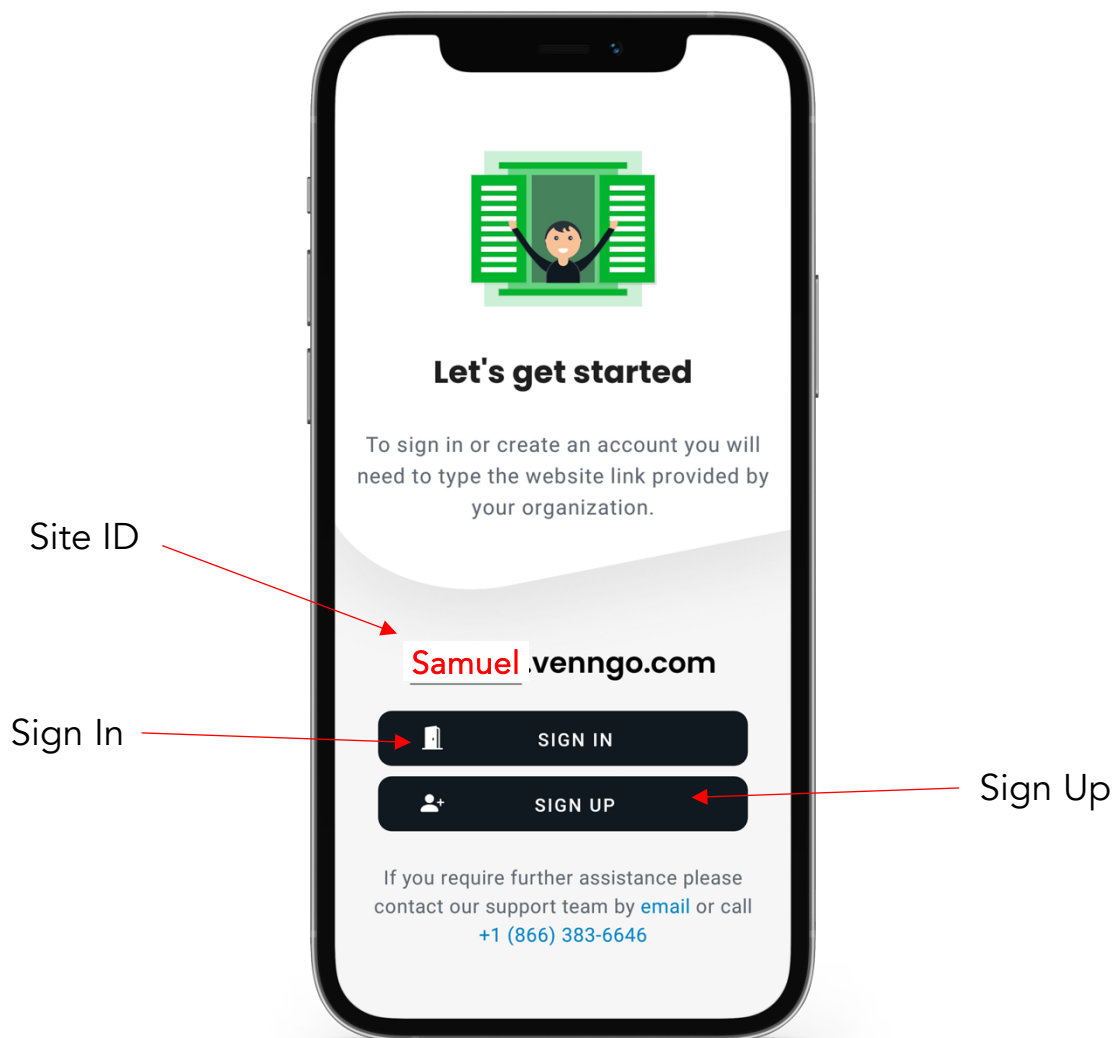 Let's get started
To sign in or create an account you will
need to type the website link provided by
your organization.
Site ID
Samuel.venngo.com
Sign In
SIGN IN
Sign Up
SIGN UP
If you require further assistance please
contact our support team by email or call
+1 (866) 383-6646